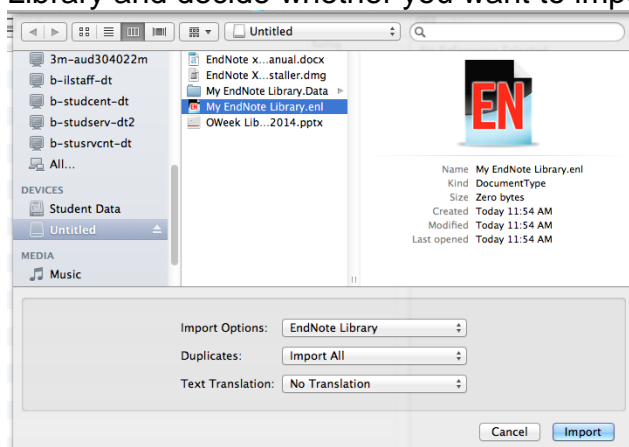 Library and decide whether you want to impo
Untitled
3m-aud304022m
b-ilstaff-dt
b-studcent-dt
b-studserv-dt2
b-stusrvcnt-dt
All...
DEVICES
Student Data
Untitled
MEDIA
Music
EndNote x...anual.docx
EndNote X...staller.dmg
My EndNote Library.Data
My EndNote Library.enl
OWeek Lib...2014.pptx
EN
Name My EndNote Library.enl
Kind DocumentType
Size Zero bytes
Created Today 11:54 AM
Modified Today 11:54 AM
Last opened Today 11:54 AM
Import Options: EndNote Library
Duplicates: Import All
Text Translation: No Translation
Cancel Import